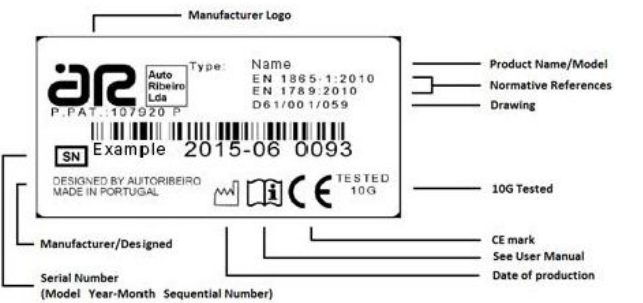 Manufacturer Logo
äR
Auto
Ribeiro
Lda
Type: Name
EN 1865-1:2010
EN 1789:2010
D61/001/059
P.PAT.:107920 P
SN Example 2015-06 0093
DESIGNED BY AUTORIBEIRO
MADE IN PORTUGAL
i CE TESTED
10G
Product Name/Model
Normative References
Drawing
10G Tested
CE mark
See User Manual
Date of production
Manufacturer/Designed
Serial Number
(Model Year-Month Sequential Number)